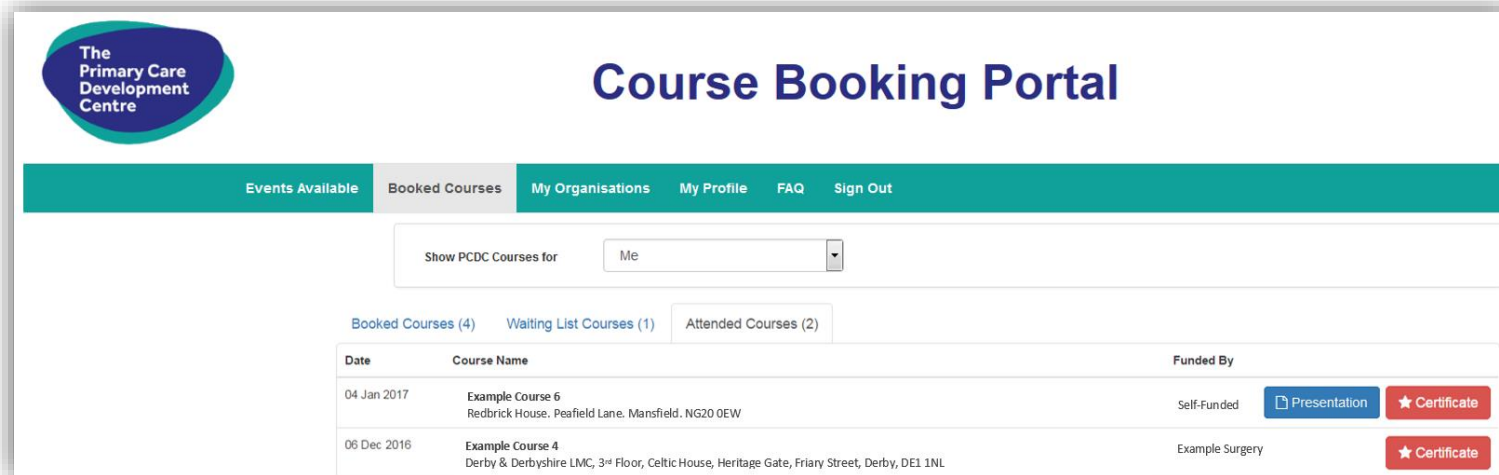 The
Primary Care
Development
Centre
Course Booking Portal
Events Available Booked Courses My Organisations My Profile FAQ Sign Out
Show PCDC Courses for Me
Booked Courses (4) Waiting List Courses (1) Attended Courses (2)
Date Course Name Funded By
04 Jan 2017 Example Course 6 Self-Funded Presentation Certificate
Redbrick House. Peafield Lane. Mansfield. NG20 0EW
06 Dec 2016 Example Course 4 Example Surgery Certificate
Derby & Derbyshire LMC, 3rd Floor, Celtic House, Heritage Gate, Friary Street, Derby, DE1 1NL